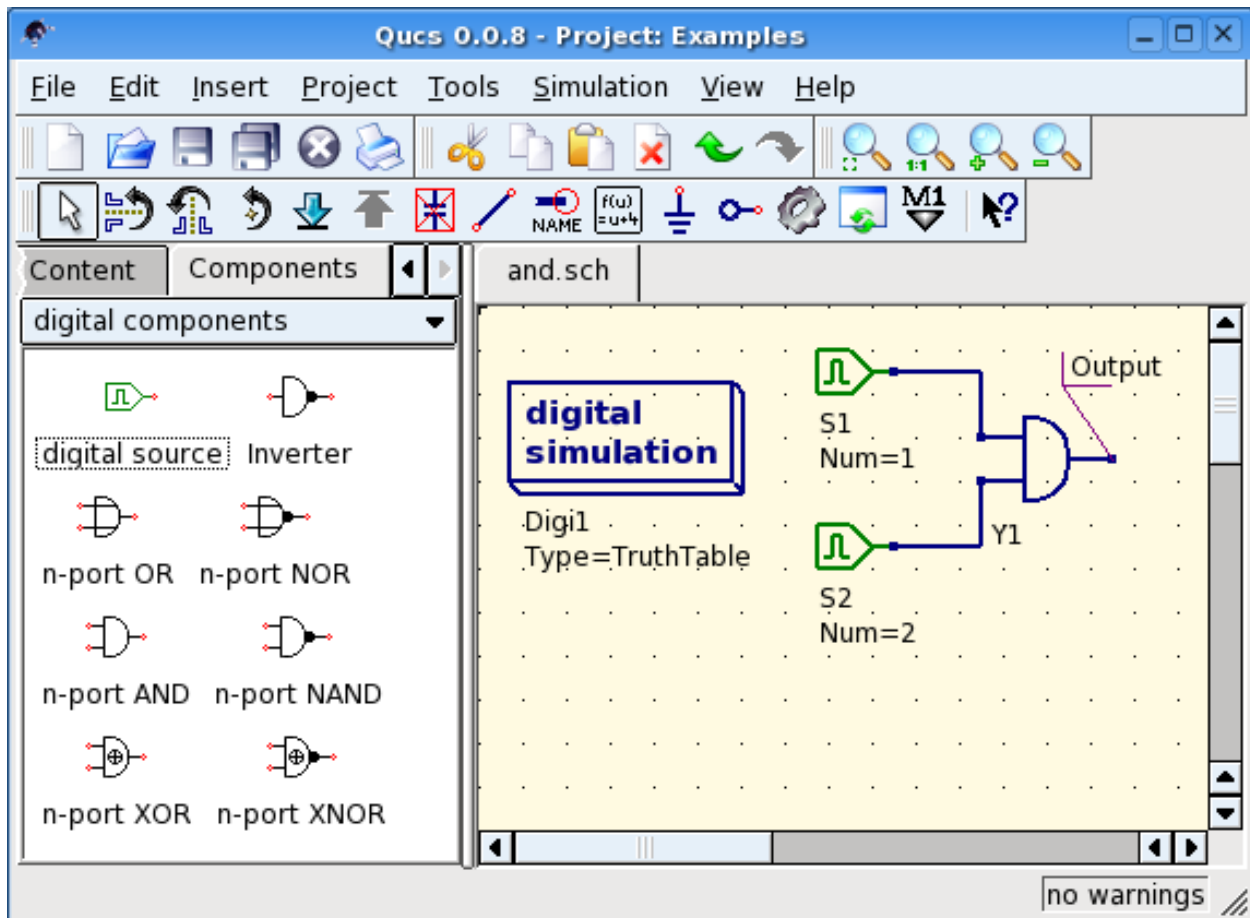 Qucs 0.0.8 - Project: Examples
File Edit Insert Project Tools Simulation View Help
1:1
NAME
f(u)
=u+4
M1
Content Components
and.sch
digital components
digital source Inverter
n-port OR n-port NOR
n-port AND n-port NAND
n-port XOR n-port XNOR
digital
simulation
Digi1
Type=TruthTable
S1
Num=1
S2
Num=2
Y1
Output
no warnings